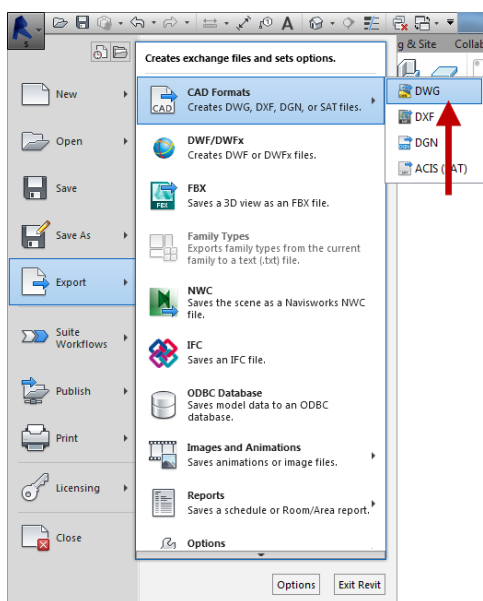 A
S
g & Site Collab
Creates exchange files and sets options.
New
Open
Save
Save As
Export
Suite
Workflows
Publish
Print
Licensing
Close
CAD
CAD Formats
Creates DWG, DXF, DGN, or SAT files.
DWF/DWFx
Creates DWF or DWFx files.
FBX
FBX
Saves a 3D view as an FBX file.
Family Types
Exports family types from the current
family to a text (.txt) file.
NWC
Saves the scene as a Navisworks NWC
file.
IFC
Saves an IFC file.
ODBC Database
Saves model data to an ODBC
database.
Images and Animations
Saves animations or image files.
Reports
Saves a schedule or Room/Area report.
Options
DWG
DXF
DGN
ACIS (SAT)
Options Exit Revit